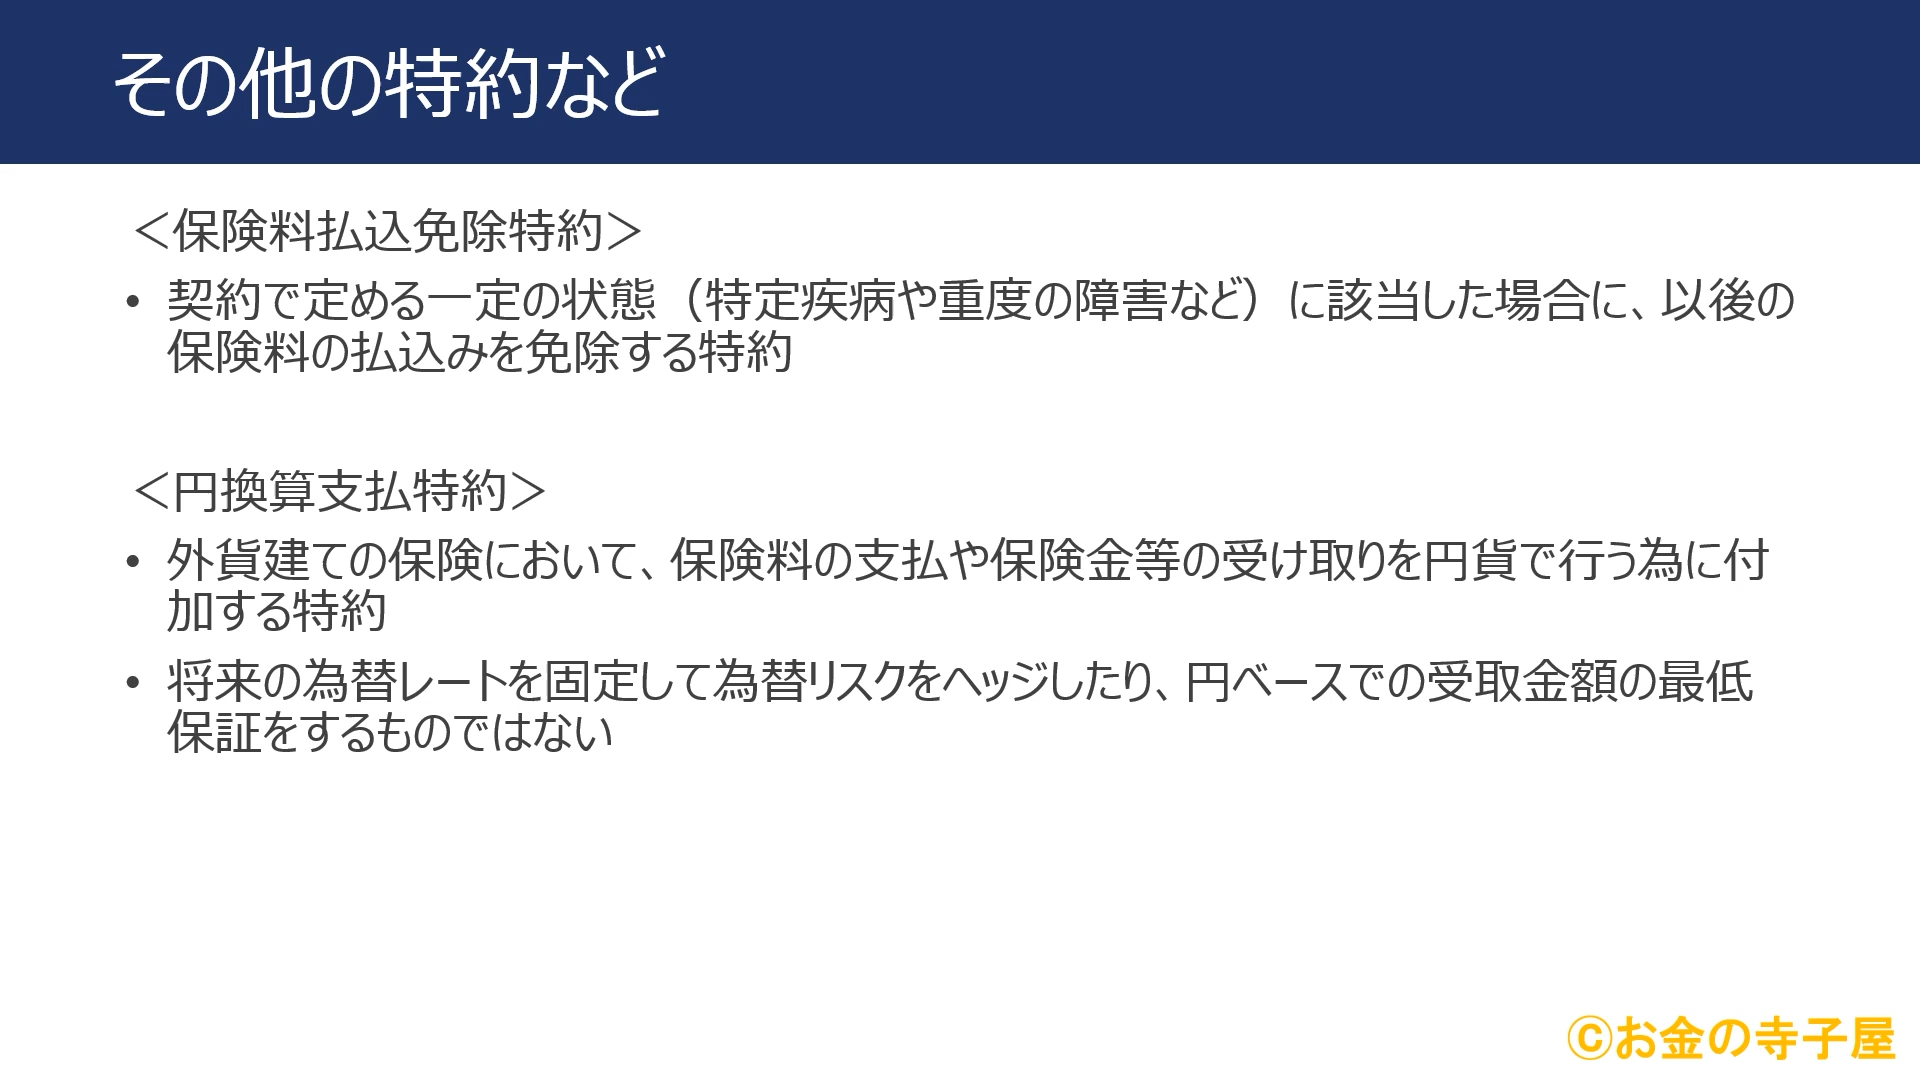 その他の特約など
＜保険料払込免除特約＞
• 契約で定める一定の状態（特定疾病や重度の障害など）に該当した場合に、以後の
保険料の払込みを免除する特約
＜円換算支払特約＞
• 外貨建ての保険において、保険料の支払や保険金等の受け取りを円貨で行う為に付
加する特約
• 将来の為替レートを固定して為替リスクをヘッジしたり、円ベースでの受取金額の最低
保証をするものではない
©お金の寺子屋